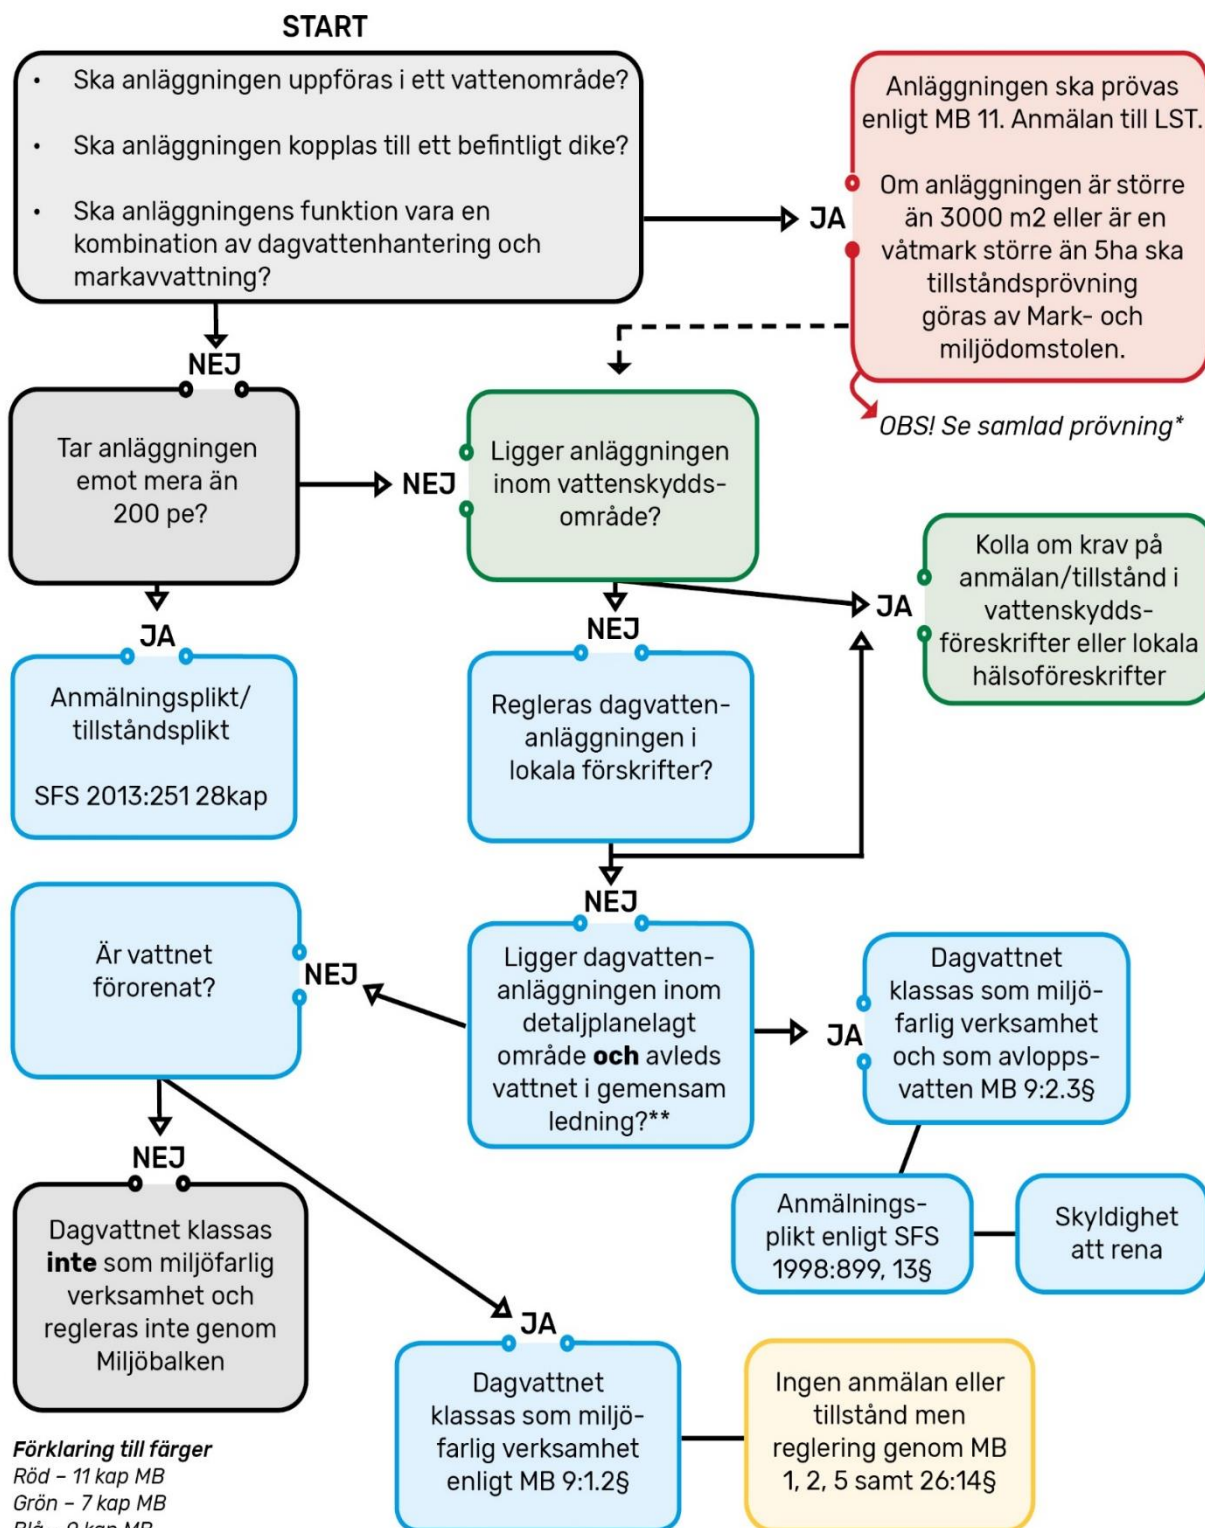 START
• Ska anläggningen uppföras i ett vattenområde?
• Ska anläggningen kopplas till ett befintligt dike?
• Ska anläggningens funktion vara en
kombination av dagvattenhantering och
markavvattning?
JA
Anläggningen ska prövas
enligt MB 11. Anmälan till LST.
Om anläggningen är större
än 3000 m2 eller är en
våtmark större än 5ha ska
tillståndsprövning
göras av Mark- och
miljödomstolen.
OBS! Se samlad prövning*
NEJ
Tar anläggningen
emot mera än
200 pe?
NEJ
Ligger anläggningen
inom vattenskydds-
område?
JA
Kolla om krav på
anmälan/tillstånd i
vattenskydds-
föreskrifter eller lokala
hälsoföreskrifter
JA
Anmälningsplikt/
tillståndsplikt
SFS 2013:251 28kap
NEJ
Regleras dagvatten-
anläggningen i
lokala förskrifter?
NEJ
Ligger dagvatten-
anläggningen inom
detaljplanelagt
område och avleds
vattnet i gemensam
ledning?**
JA
Dagvattnet
klassas som miljö-
farlig verksamhet
och som avlopps-
vatten MB 9:2.3§
Anmälnings-
plikt enligt SFS
1998:899, 13§
Skyldighet
att rena
NEJ
Är vattnet
förorenat?
NEJ
Dagvattnet klassas
inte som miljöfarlig
verksamhet och
regleras inte genom
Miljöbalken
JA
Dagvattnet
klassas som miljö-
farlig verksamhet
enligt MB 9:1.2§
Ingen anmälan eller
tillstånd men
reglering genom MB
1, 2, 5 samt 26:14§
Förklaring till färger
Röd – 11 kap MB
Grön – 7 kap MB
Blå – 9 kap MB